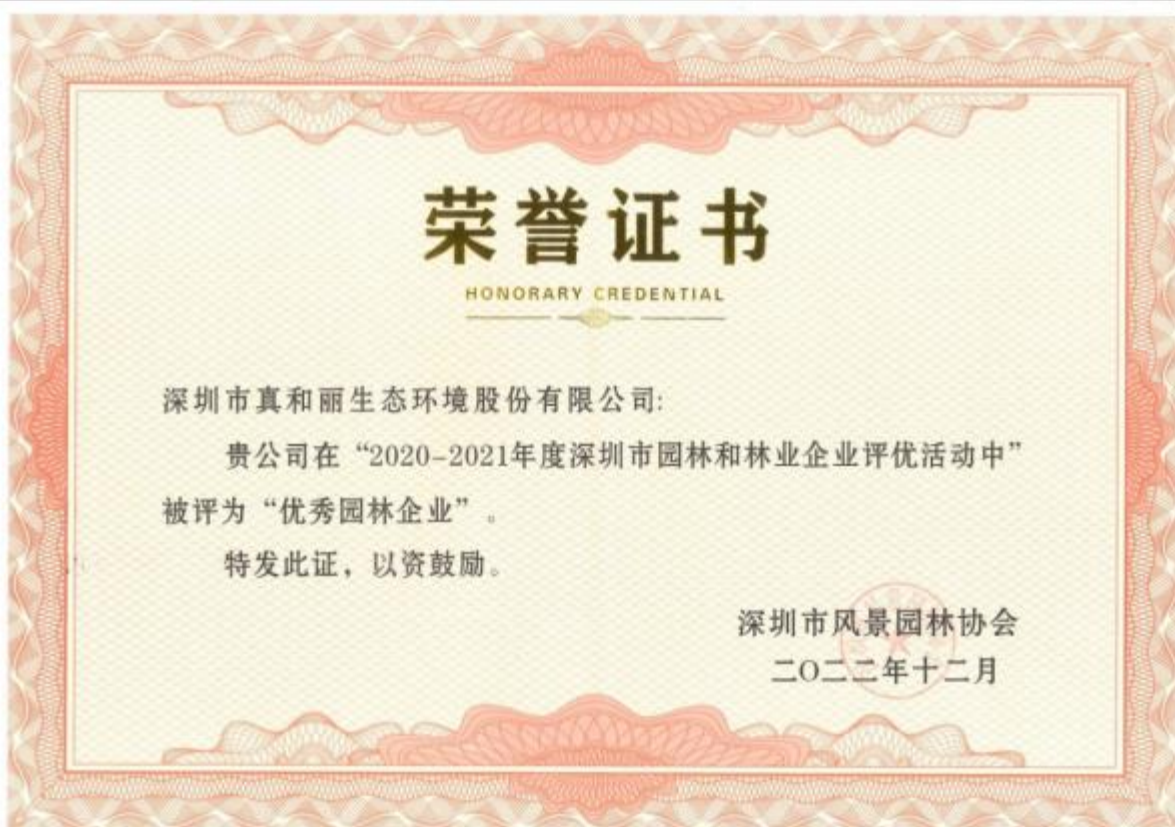 荣誉证书
HONORARY CREDENTIAL
深圳市真和丽生态环境股份有限公司:
贵公司在“2020-2021年度深圳市园林和林业企业评优活动中”
被评为“优秀园林企业”。
特发此证，以资鼓励。
深圳市风景园林协会
二〇二二年十二月